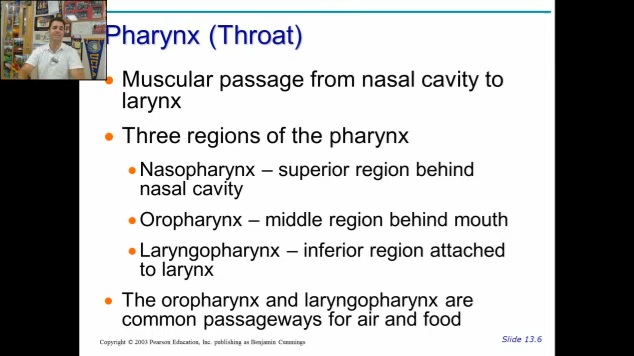 Pharynx (Throat)
Muscular passage from nasal cavity to
larynx
Three regions of the pharynx
Nasopharynx – superior region behind
nasal cavity
Oropharynx – middle region behind mouth
Laryngopharynx – inferior region attached
to larynx
The oropharynx and laryngopharynx are
common passageways for air and food
Copyright © 2003 Pearson Education, Inc. publishing as Benjamin Cummings
Slide 13.6